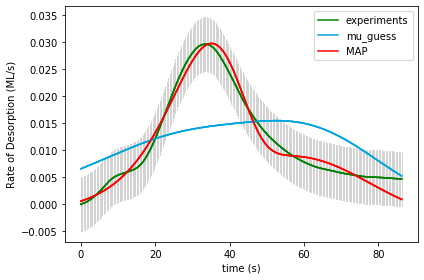 experiments
mu_guess
MAP
Rate of Desorption (ML/s)
0.035
0.030
0.025
0.020
0.015
0.010
0.005
0.000
−0.005
0 20 40 60 80
time (s)